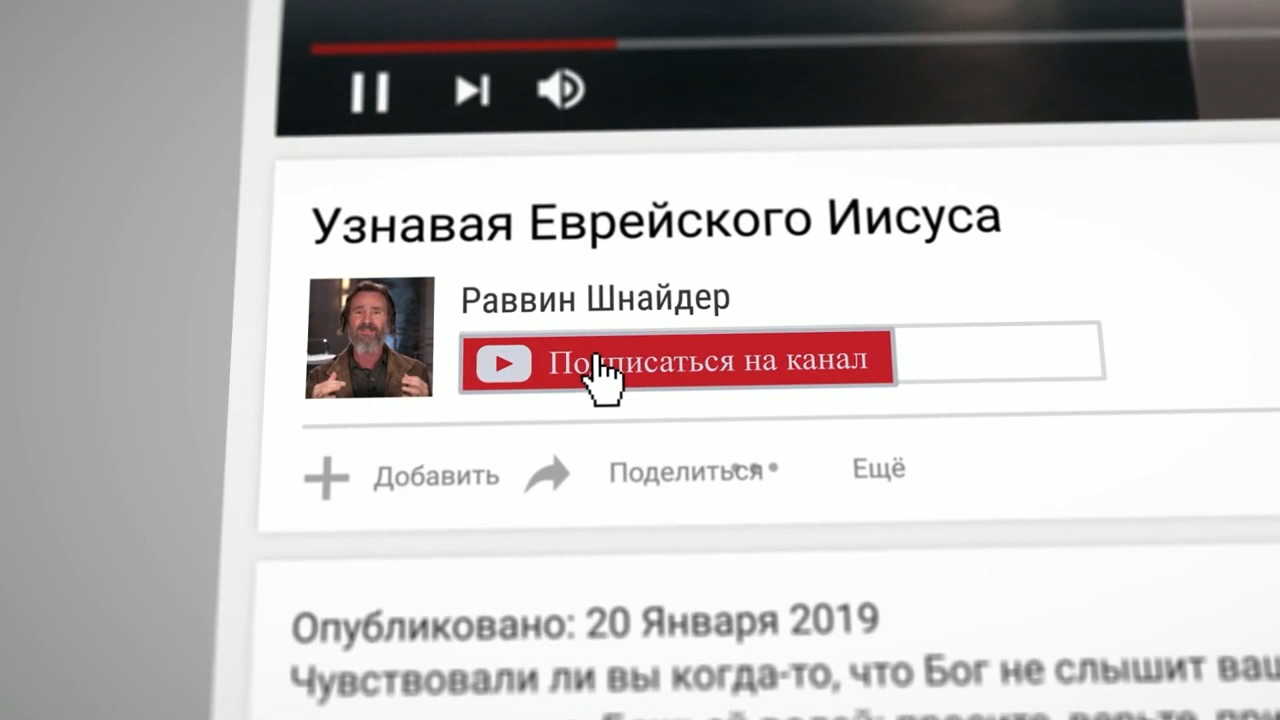 Узнавая Еврейского Иисуса
Раввин Шнайдер
Подписаться на канал
Добавить Поделиться Ещё
Опубликовано: 20 Января 2019
Чувствовали ли вы когда-то, что Бог не слышит